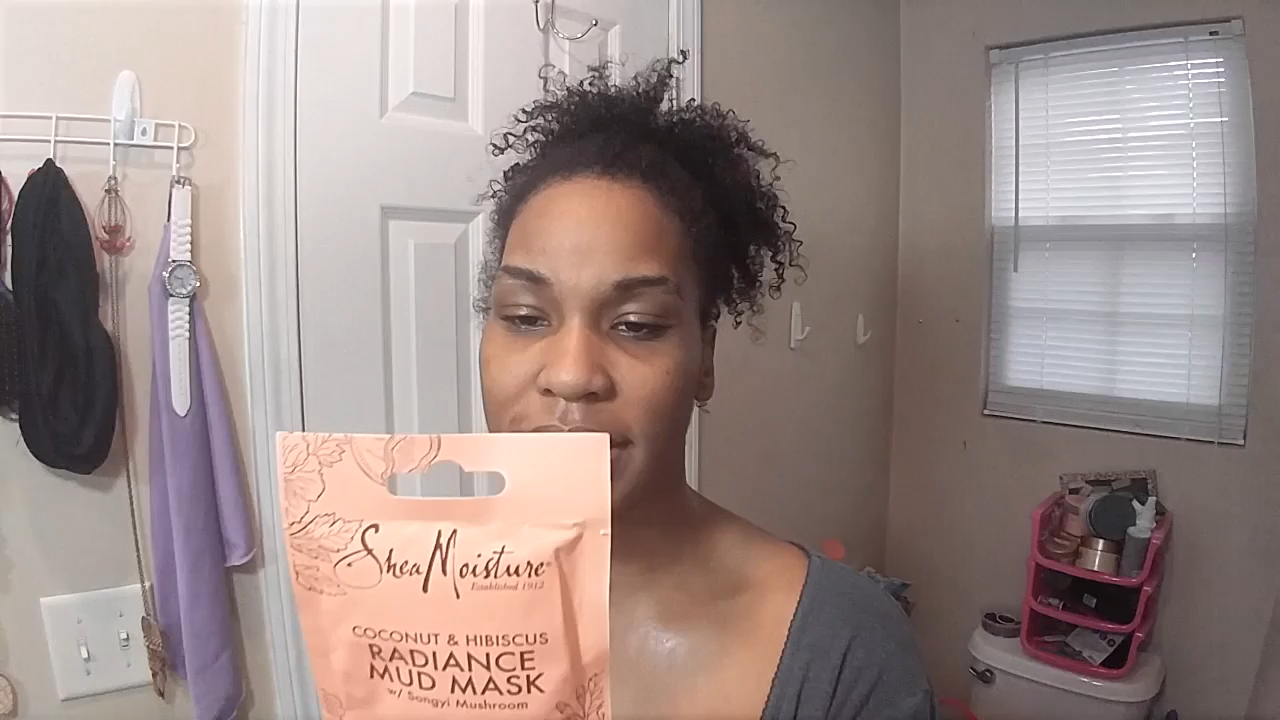 SheaMoisture®
Established 1912
COCONUT & HIBISCUS
RADIANCE
MUD MASK
w/ Songyi Mushroom